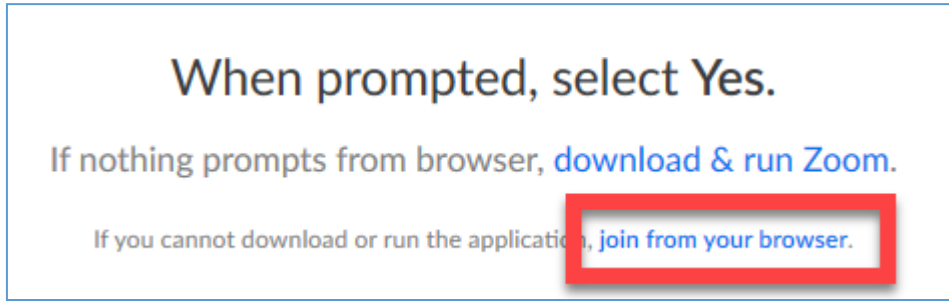 When prompted, select Yes.
If nothing prompts from browser, download & run Zoom.
If you cannot download or run the application, join from your browser.